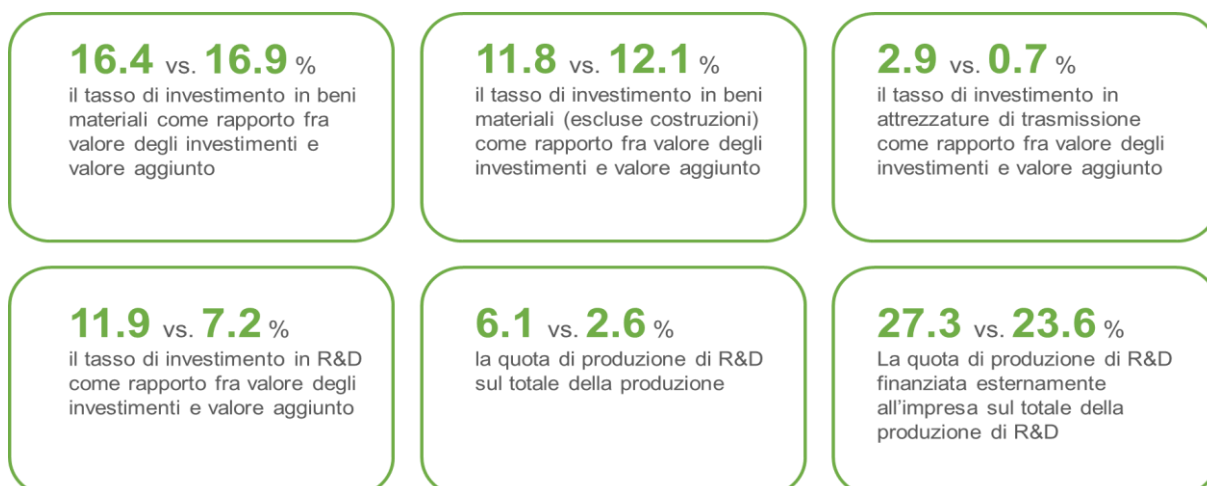 16.4 vs. 16.9 %
il tasso di investimento in beni
materiali come rapporto fra
valore degli investimenti e
valore aggiunto
11.8 vs. 12.1 %
il tasso di investimento in beni
materiali (escluse costruzioni)
come rapporto fra valore degli
investimenti e valore aggiunto
2.9 vs. 0.7 %
il tasso di investimento in
attrezzature di trasmissione
come rapporto fra valore degli
investimenti e valore aggiunto
11.9 vs. 7.2 %
il tasso di investimento in R&D
come rapporto fra valore degli
investimenti e valore aggiunto
6.1 vs. 2.6 %
la quota di produzione di R&D
sul totale della produzione
27.3 vs. 23.6 %
La quota di produzione di R&D
finanziata esternamente
all’impresa sul totale della
produzione di R&D